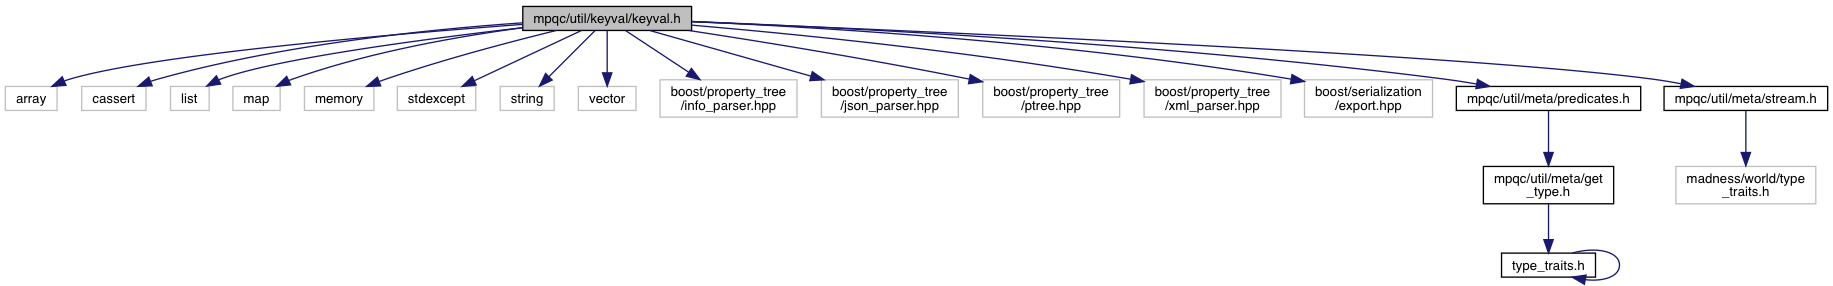 mpqc/util/keyval/keyval.h
array
cassert
list
map
memory
stdexcept
string
vector
boost/property_tree
/info_parser.hpp
boost/property_tree
/json_parser.hpp
boost/property_tree
/ptree.hpp
boost/property_tree
/xml_parser.hpp
boost/serialization
/export.hpp
mpqc/util/meta/predicates.h
mpqc/util/meta/stream.h
mpqc/util/meta/get
_type.h
madness/world/type
_traits.h
type_traits.h